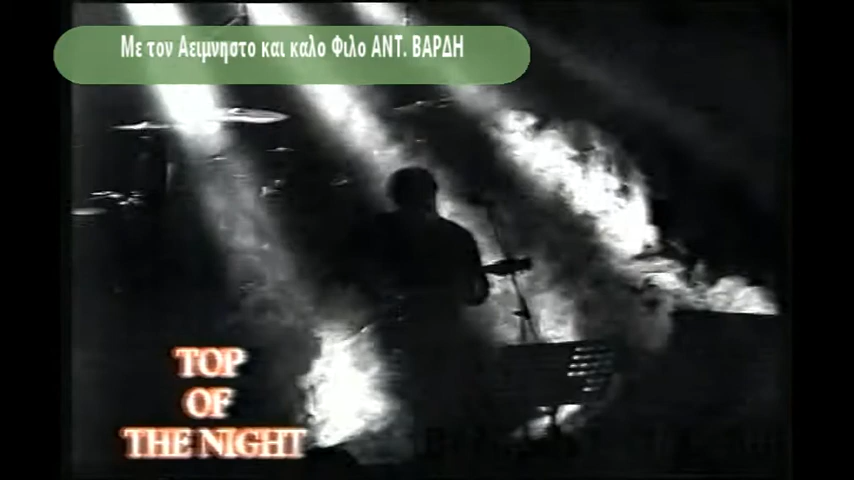 Με τον Αειμνηστο και καλο Φιλο ΑΝΤ. ΒΑΡΔΗ
TOP
OF
THE NIGHT